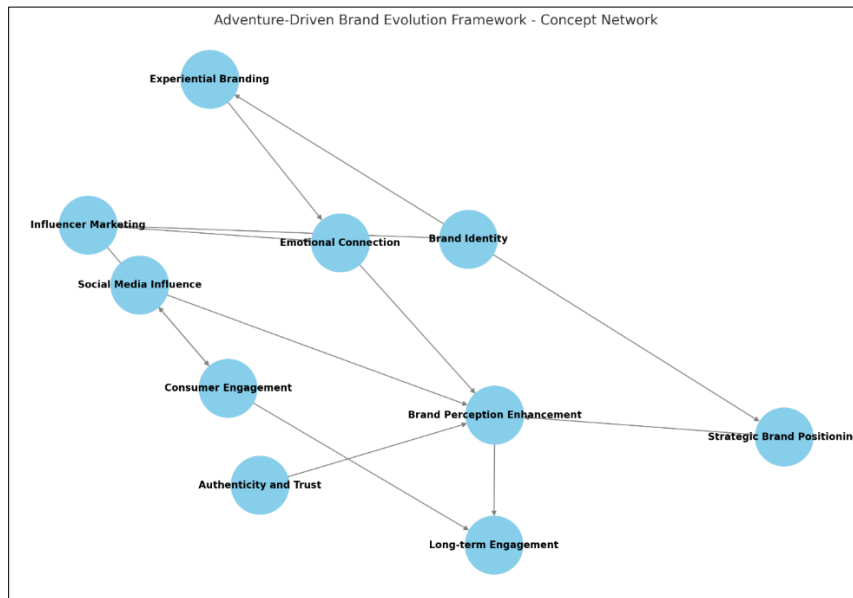 Adventure-Driven Brand Evolution Framework - Concept Network
Experiential Branding
Influencer Marketing
Emotional Connection
Brand Identity
Social Media Influence
Consumer Engagement
Brand Perception Enhancement
Strategic Brand Positionin
Authenticity and Trust
Long-term Engagement